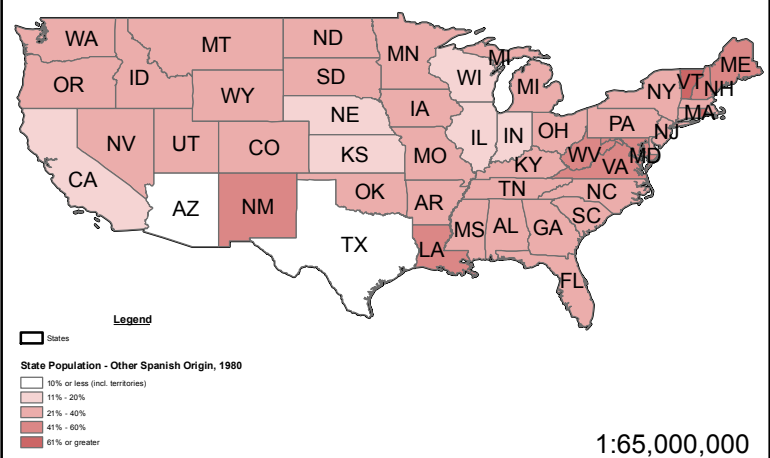 WA
MT
ND
MN
MI
ME
OR
ID
SD
WI
MI
NY
VT
NH
WY
IA
MA
NE
PA
NV
UT
CO
IL
IN
OH
NJ
KS
MO
WV
MD
CA
KY
VA
AZ
NM
OK
AR
TN
NC
TX
MS
AL
GA
SC
LA
FL
Legend
States
State Population - Other Spanish Origin, 1980
10% or less (incl. territories)
11% - 20%
21% - 40%
41% - 60%
61% or greater
1:65,000,000